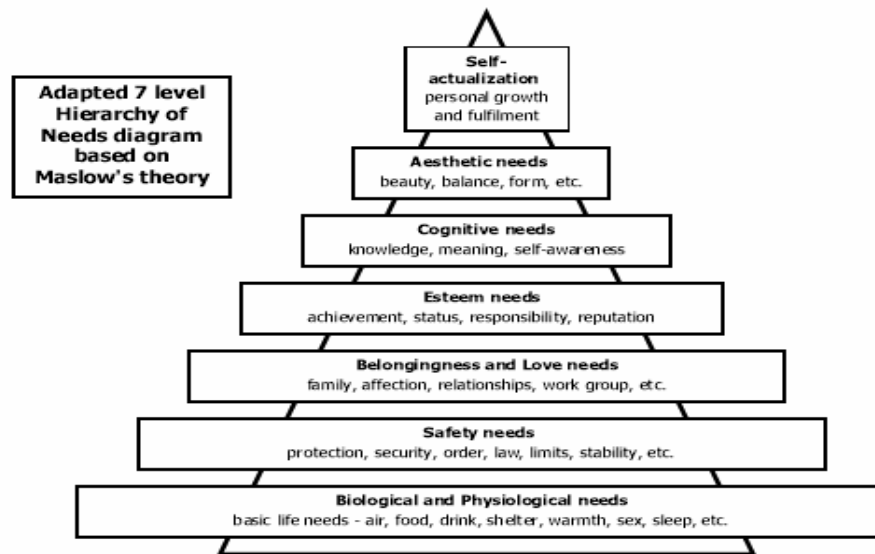 Adapted 7 level
Hierarchy of
Needs diagram
based on
Maslow's theory
Self-
actualization
personal growth
and fulfilment
Aesthetic needs
beauty, balance, form, etc.
Cognitive needs
knowledge, meaning, self-awareness
Esteem needs
achievement, status, responsibility, reputation
Belongingness and Love needs
family, affection, relationships, work group, etc.
Safety needs
protection, security, order, law, limits, stability, etc.
Biological and Physiological needs
basic life needs - air, food, drink, shelter, warmth, sex, sleep, etc.